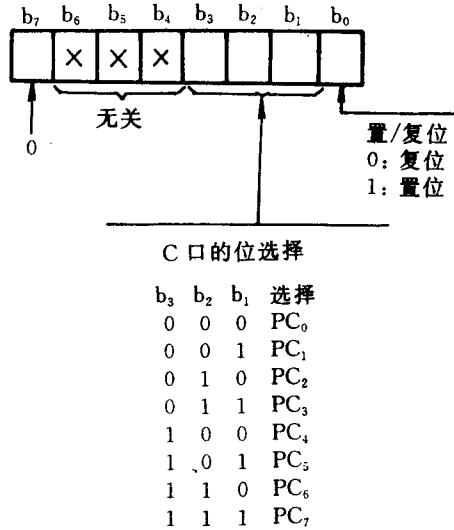 b₇ b₆ b₅ b₄ b₃ b₂ b₁ b₀
× × ×
无关
0
置/复位
0: 复位
1: 置位
C 口的位选择
b₃ b₂ b₁ 选择
0 0 0 PC₀
0 0 1 PC₁
0 1 0 PC₂
0 1 1 PC₃
1 0 0 PC₄
1 0 1 PC₅
1 1 0 PC₆
1 1 1 PC₇